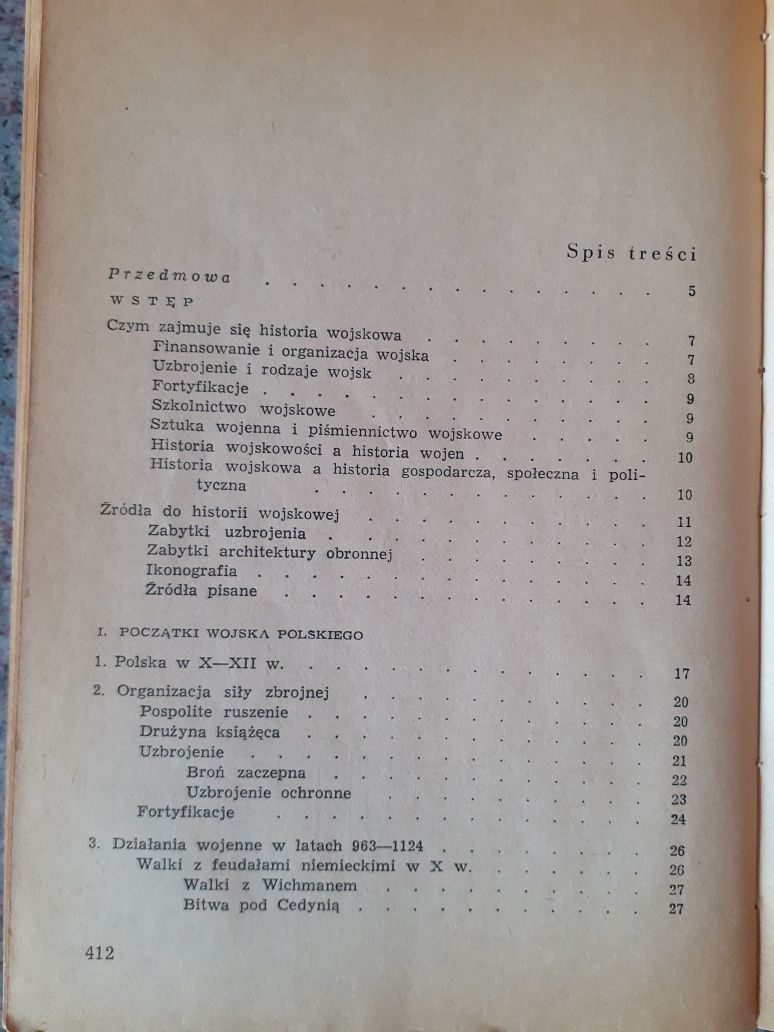 Spis treści
Przedmowa . . . . . . . . . . . . . . . 5
WSTĘP
Czym zajmuje się historia wojskowa . . . . . . . . . 7
Finansowanie i organizacja wojska . . . . . . . . 7
Uzbrojenie i rodzaje wojsk . . . . . . . . . . 8
Fortyfikacje . . . . . . . . . . . . . . . 9
Szkolnictwo wojskowe . . . . . . . . . . . 9
Sztuka wojenna i piśmiennictwo wojskowe . . . . . 9
Historia wojskowości a historia wojen . . . . . . . 10
Historia wojskowa a historia gospodarcza, społeczna i poli-
tyczna . . . . . . . . . . . . . 10
Źródła do historii wojskowej . . . . . . . . . . . 11
Zabytki uzbrojenia . . . . . . . . . . . . 12
Zabytki architektury obronnej . . . . . . . . . 13
Ikonografia . . . . . . . . . . . . . . . 14
Źródła pisane . . . . . . . . . . . . . . 14
I. POCZĄTKI WOJSKA POLSKIEGO
1. Polska w X—XII w. . . . . . . . . . . . . . 17
2. Organizacja siły zbrojnej . . . . . . . . . . . 20
Pospolite ruszenie . . . . . . . . . . . . . 20
Drużyna książęca . . . . . . . . . . . . . 20
Uzbrojenie . . . . . . . . . . . . . . . 21
Broń zaczepna . . . . . . . . . . . . 22
Uzbrojenie ochronne . . . . . . . . . . 23
Fortyfikacje . . . . . . . . . . . . . . 24
3. Działania wojenne w latach 963—1124 . . . . . . . . 26
Walki z feudałami niemieckimi w X w. . . . . . . . 26
Walki z Wichmanem . . . . . . . . . . 27
Bitwa pod Cedynią . . . . . . . . . . . 27
412